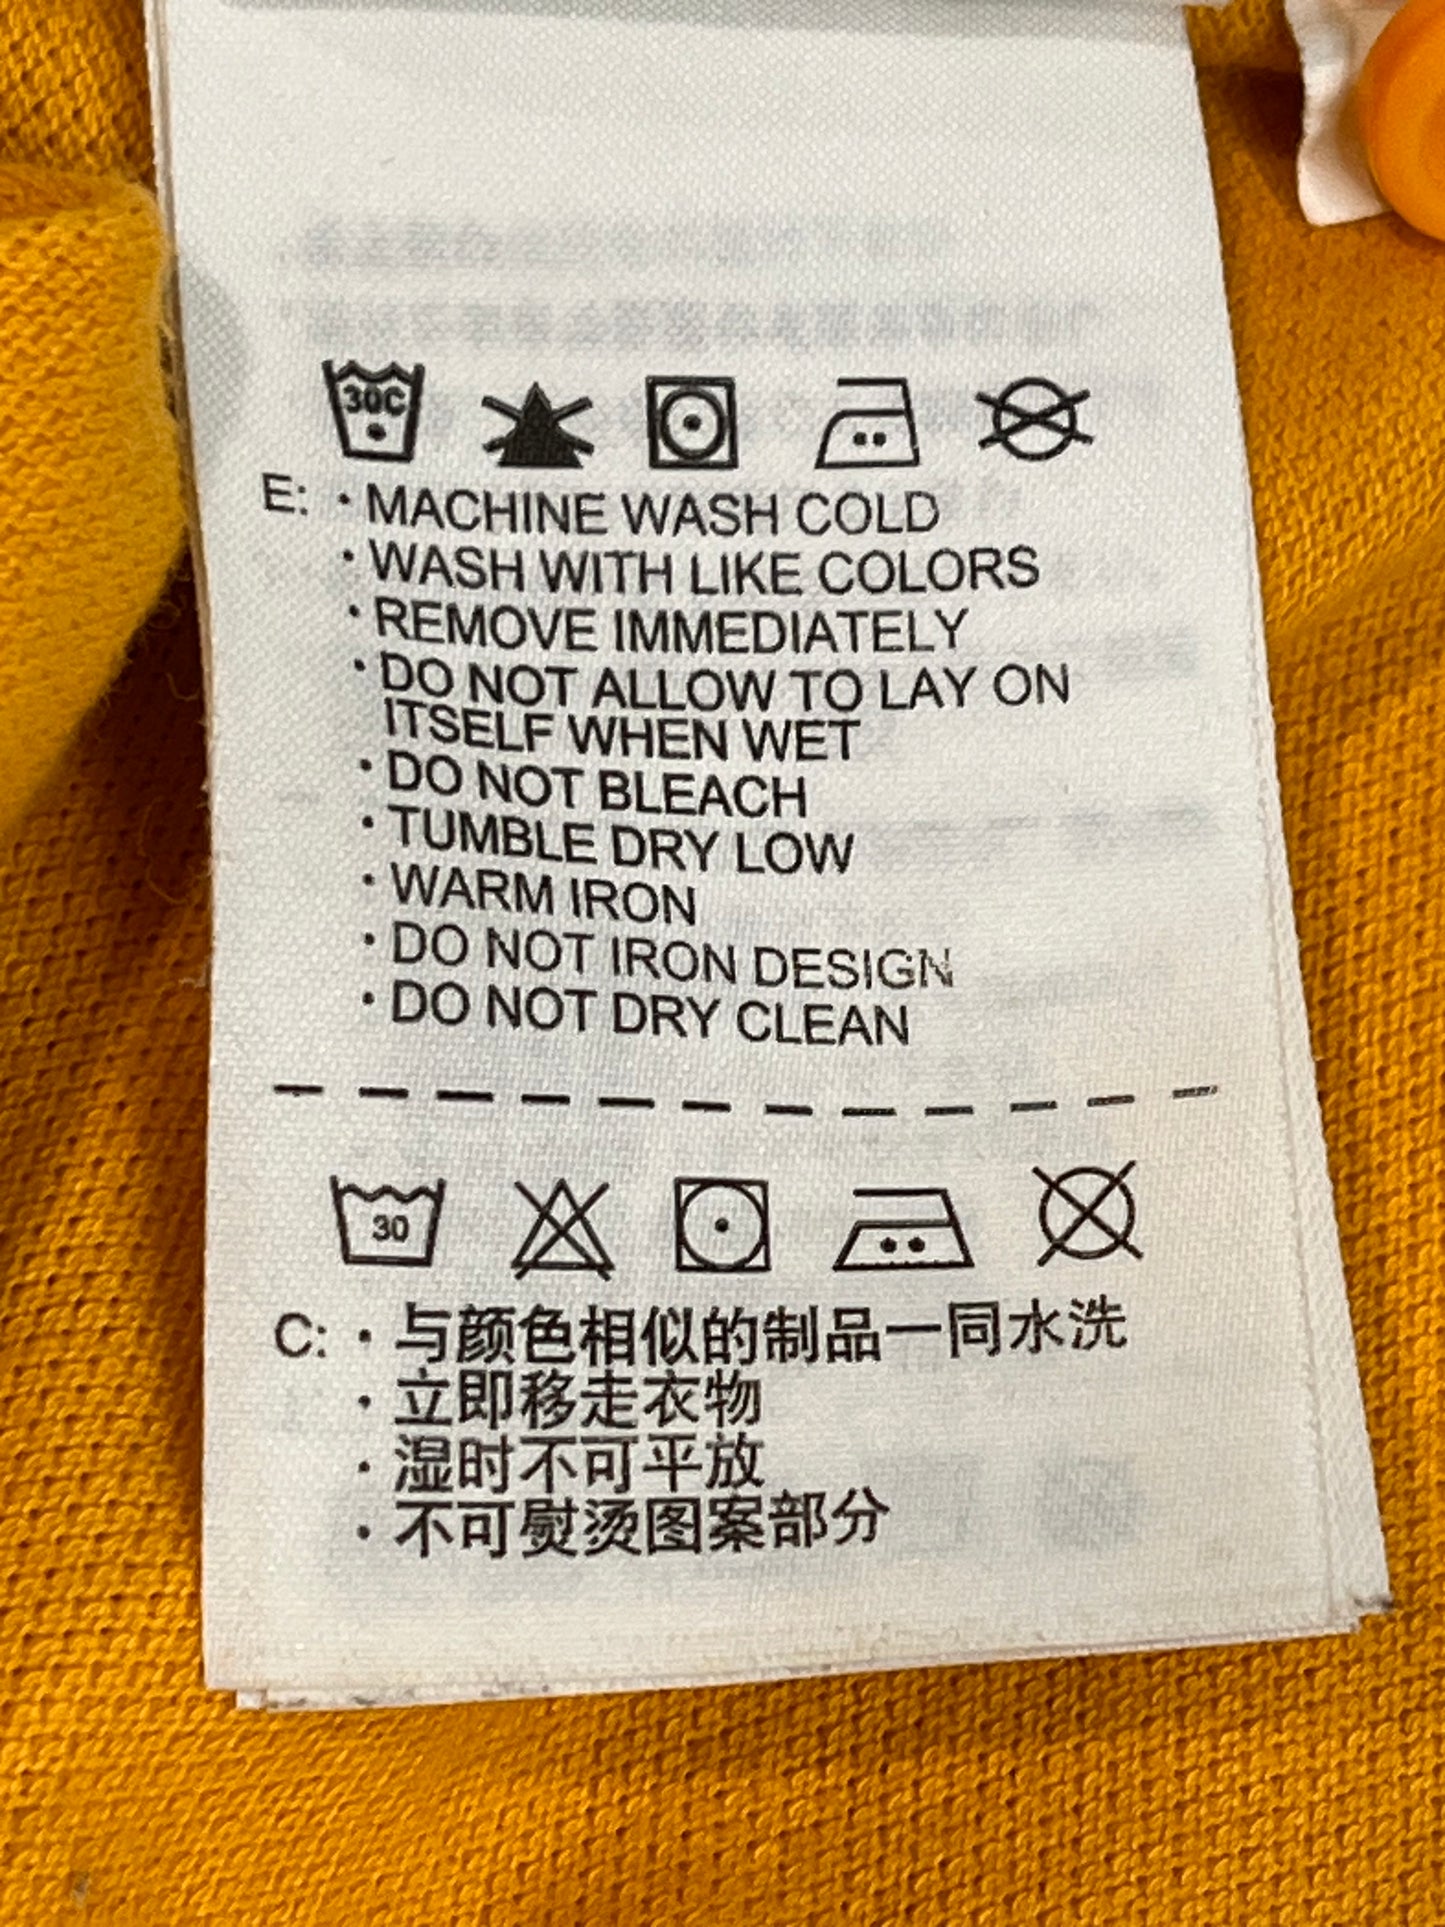 30C
E: · MACHINE WASH COLD
· WASH WITH LIKE COLORS
· REMOVE IMMEDIATELY
· DO NOT ALLOW TO LAY ON
ITSELF WHEN WET
· DO NOT BLEACH
· TUMBLE DRY LOW
· WARM IRON
· DO NOT IRON DESIGN
· DO NOT DRY CLEAN
30
C: · 与颜色相似的制品一同水洗
· 立即移走衣物
· 湿时不可平放
· 不可熨烫图案部分